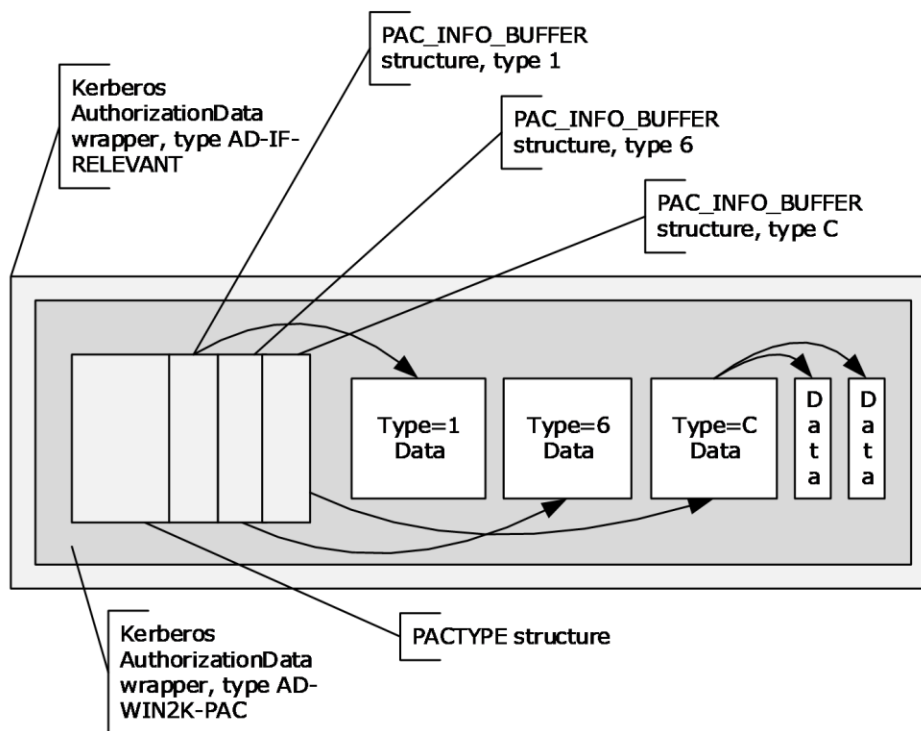 PAC_INFO_BUFFER
structure, type 1
Kerberos
AuthorizationData
wrapper, type AD-IF-
RELEVANT
PAC_INFO_BUFFER
structure, type 6
PAC_INFO_BUFFER
structure, type C
Type=1
Data
Type=6
Data
Type=C
Data
D
a
t
a
D
a
t
a
Kerberos
AuthorizationData
wrapper, type AD-
WIN2K-PAC
PACTYPE structure